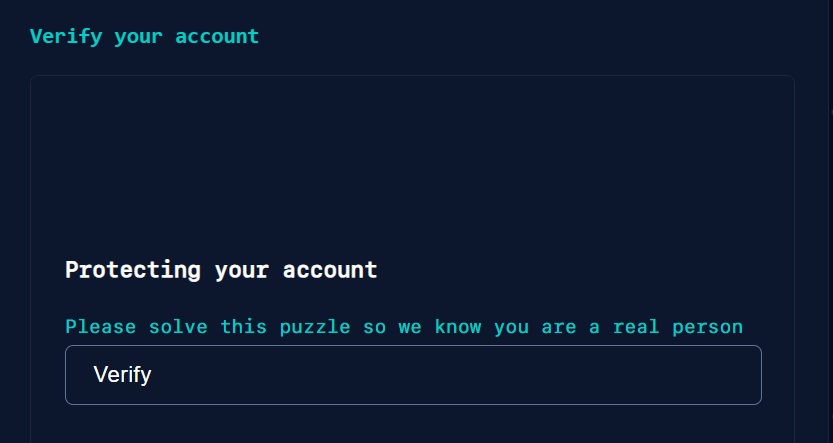 Verify your account
Protecting your account
Please solve this puzzle so we know you are a real person
Verify